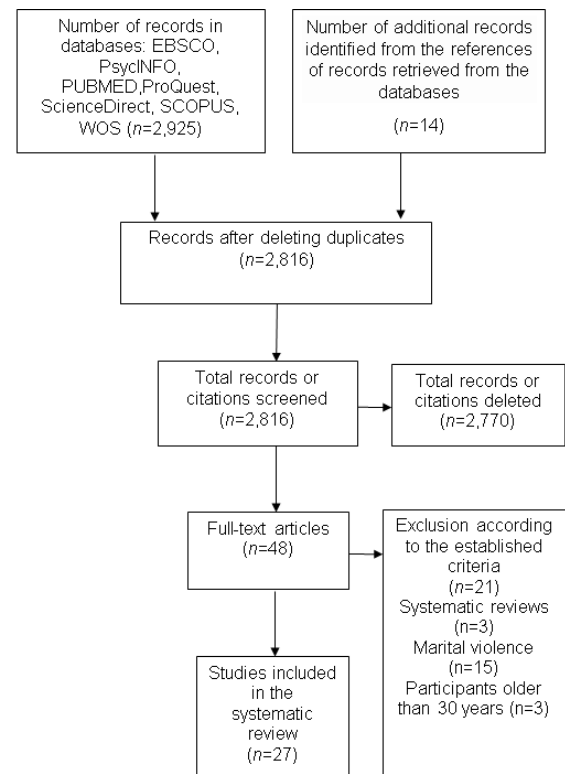 Number of records in
databases: EBSCO,
PsycINFO,
PUBMED,ProQuest,
ScienceDirect, SCOPUS,
WOS (n=2,925)
Number of additional records
identified from the references
of records retrieved from the
databases
(n=14)
Records after deleting duplicates
(n=2,816)
Total records or
citations screened
(n=2,816)
Total records or
citations deleted
(n=2,770)
Full-text articles
(n=48)
Exclusion according
to the established
criteria
(n=21)
Systematic reviews
(n=3)
Marital violence
(n=15)
Participants older
than 30 years (n=3)
Studies included
in the
systematic
review
(n=27)